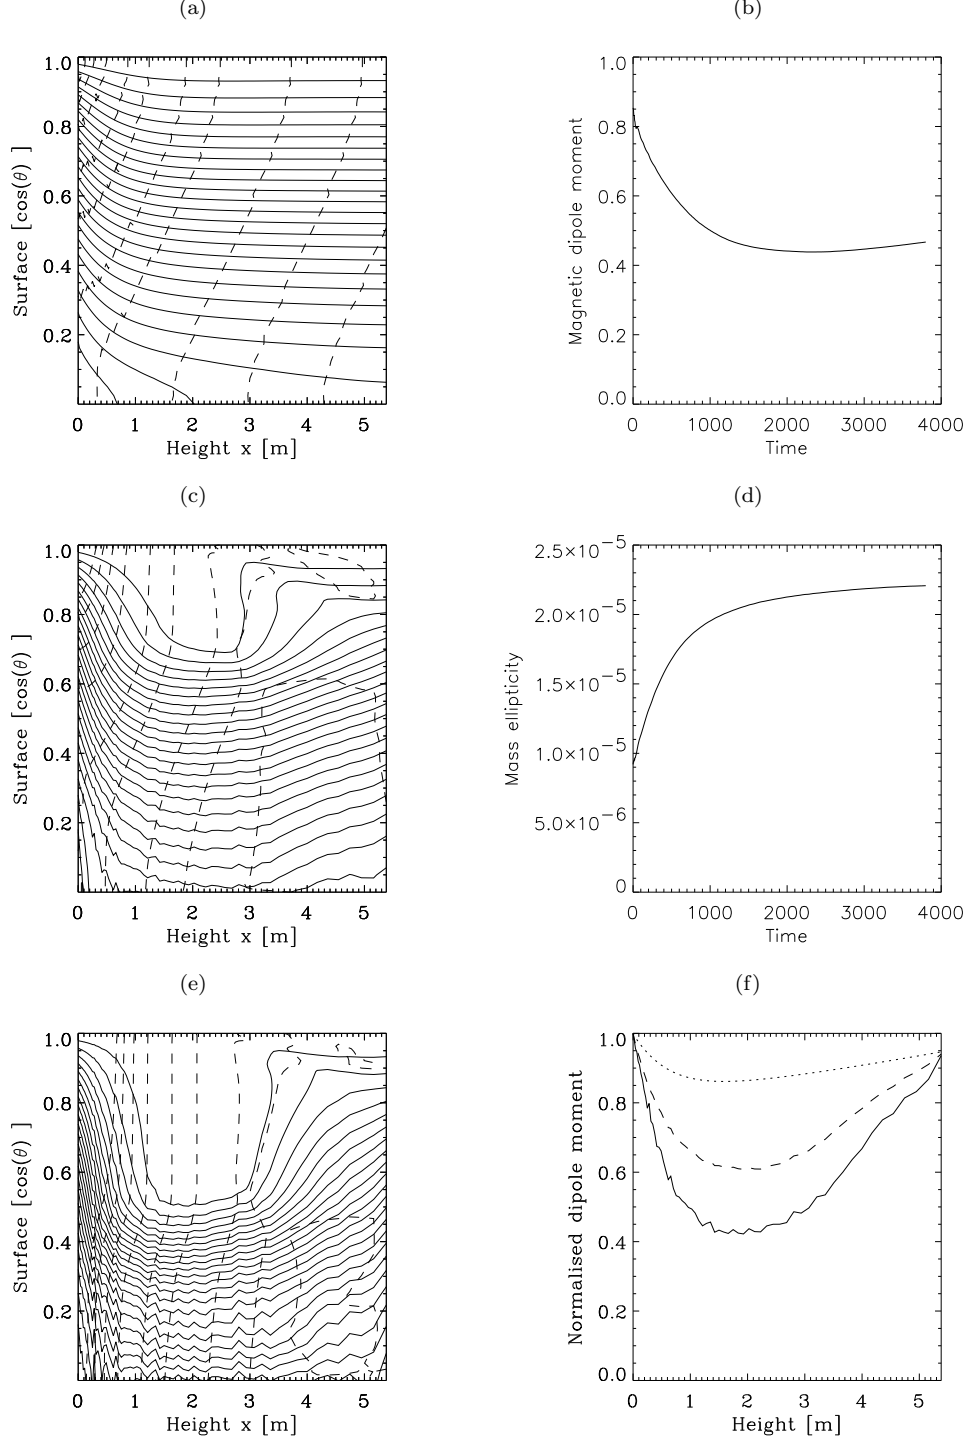 (a)
(b)
1.0
0.8
0.6
0.4
0.2
Surface [cos(θ) ]
0 1 2 3 4 5
Height x [m]
1.0
0.8
0.6
0.4
0.2
0.0
Magnetic dipole moment
0 1000 2000 3000 4000
Time
(c)
(d)
1.0
0.8
0.6
0.4
0.2
Surface [cos(θ) ]
0 1 2 3 4 5
Height x [m]
2.5×10⁻⁵
2.0×10⁻⁵
1.5×10⁻⁵
1.0×10⁻⁵
5.0×10⁻⁶
0
Mass ellipticity
0 1000 2000 3000 4000
Time
(e)
(f)
1.0
0.8
0.6
0.4
0.2
Surface [cos(θ) ]
0 1 2 3 4 5
Height x [m]
1.0
0.8
0.6
0.4
0.2
0.0
Normalised dipole moment
0 1 2 3 4 5
Height [m]